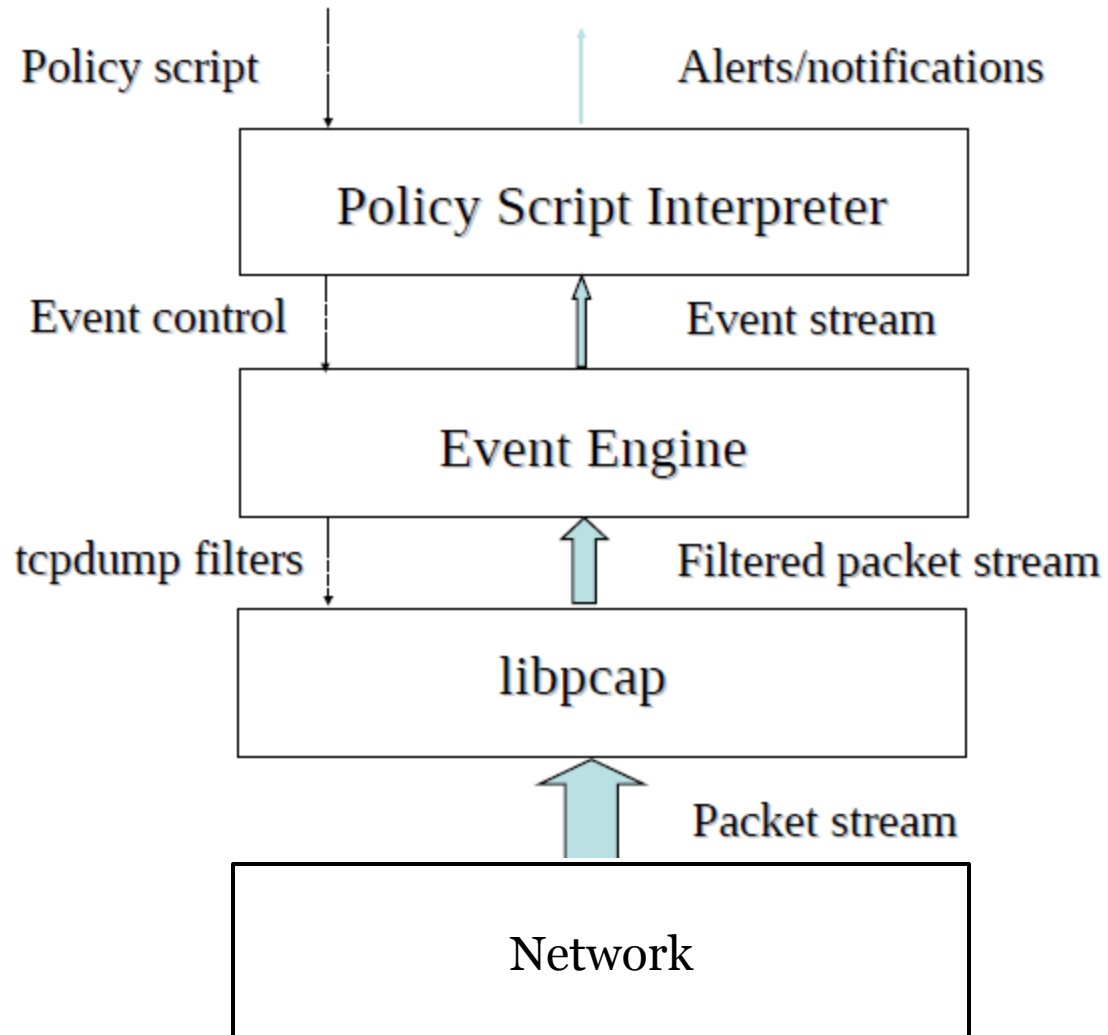 Policy script
Alerts/notifications
Policy Script Interpreter
Event control
Event stream
Event Engine
tcpdump filters
Filtered packet stream
libpcap
Packet stream
Network